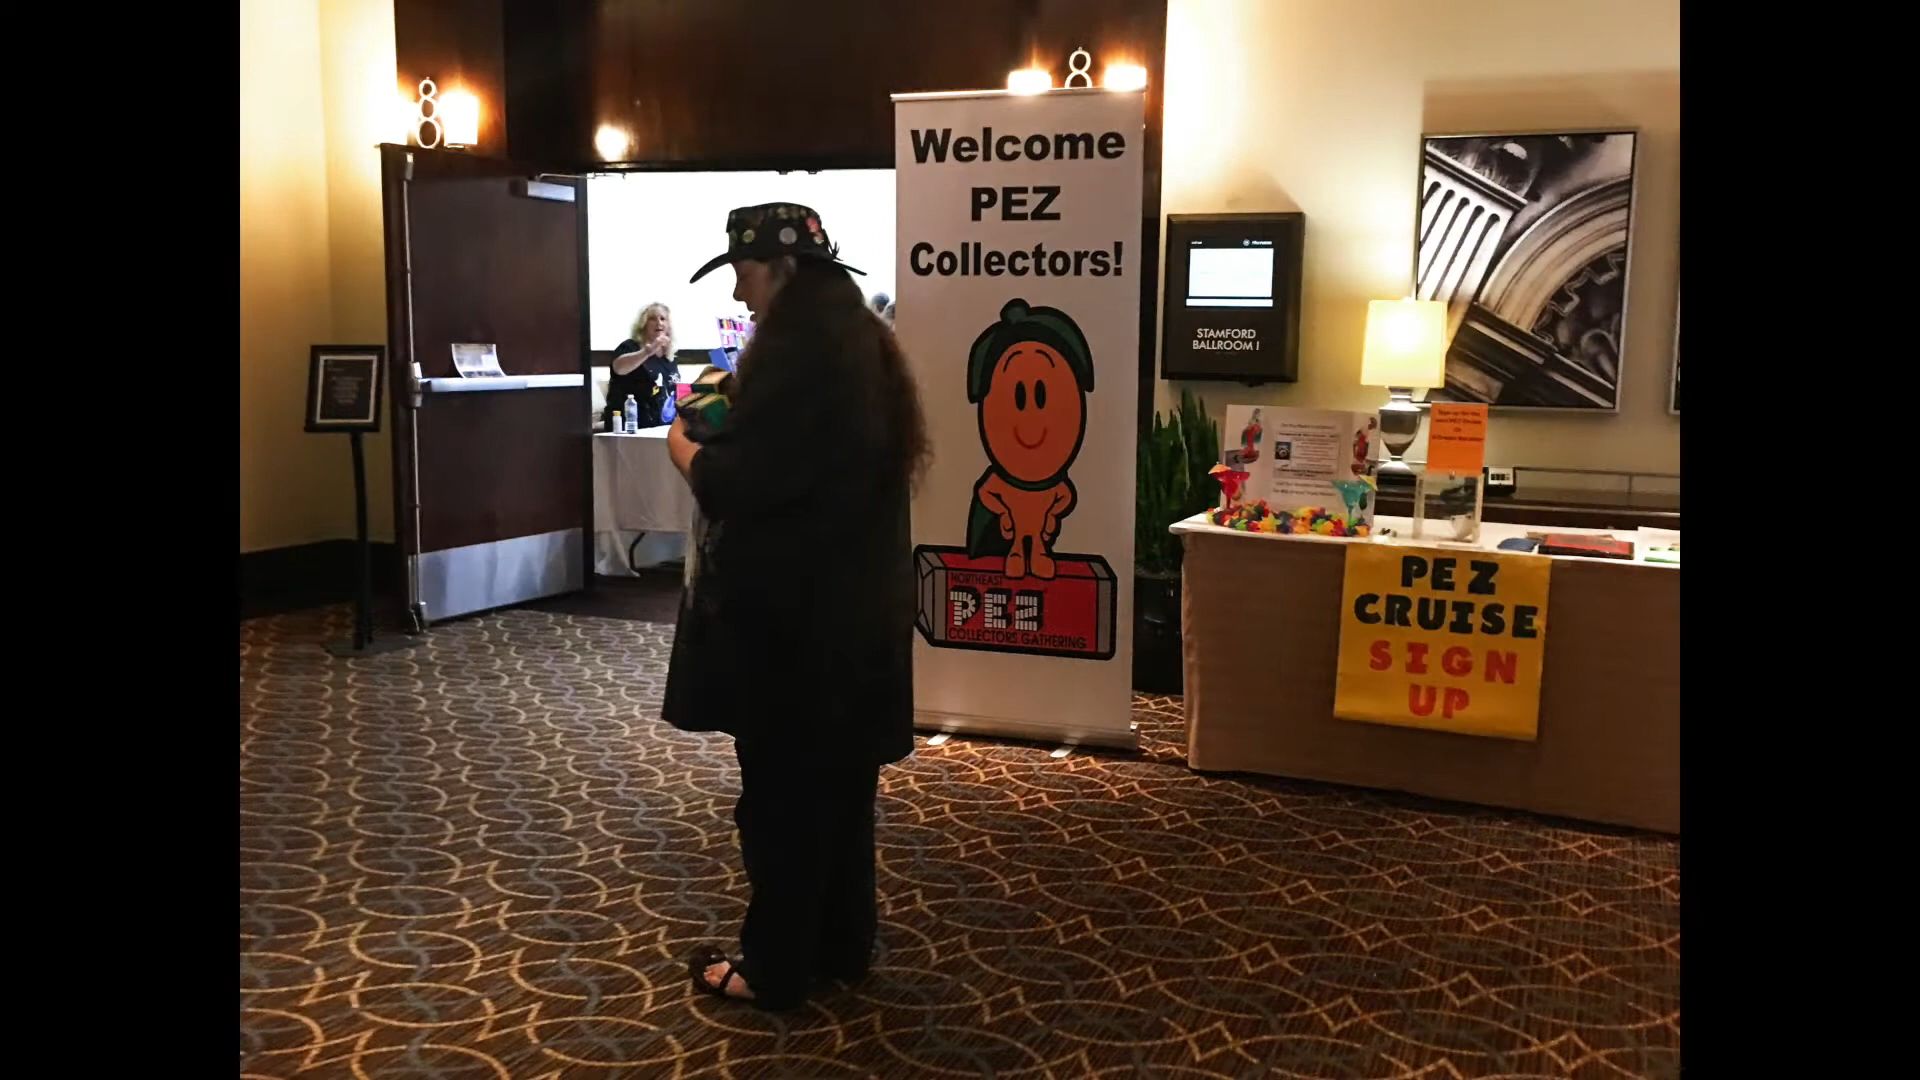 Welcome
PEZ
Collectors!
NORTHEAST
PEZ
COLLECTORS GATHERING
STAMFORD
BALLROOM I
PEZ
CRUISE
SIGN
UP